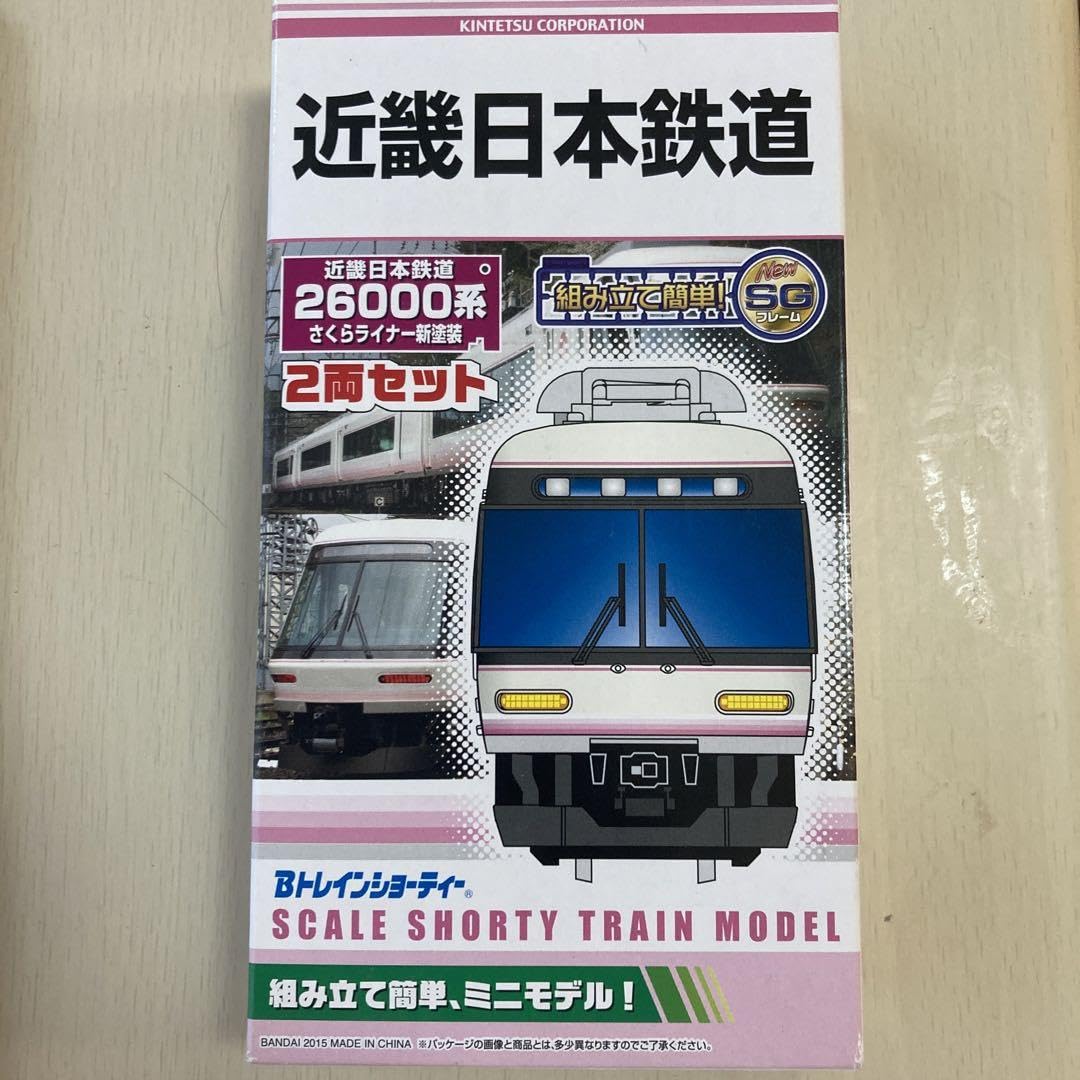 KINTETSU CORPORATION
近畿日本鉄道
近畿日本鉄道
26000系
さくらライナー新塗装
2両セット
組み立て簡単!
New
SG
フレーム
C
Bトレインショーティー®
SCALE SHORTY TRAIN MODEL
組み立て簡単、ミニモデル!
BANDAI 2015 MADE IN CHINA ※パッケージの画像と商品とは、多少異なりますのでご了承ください。